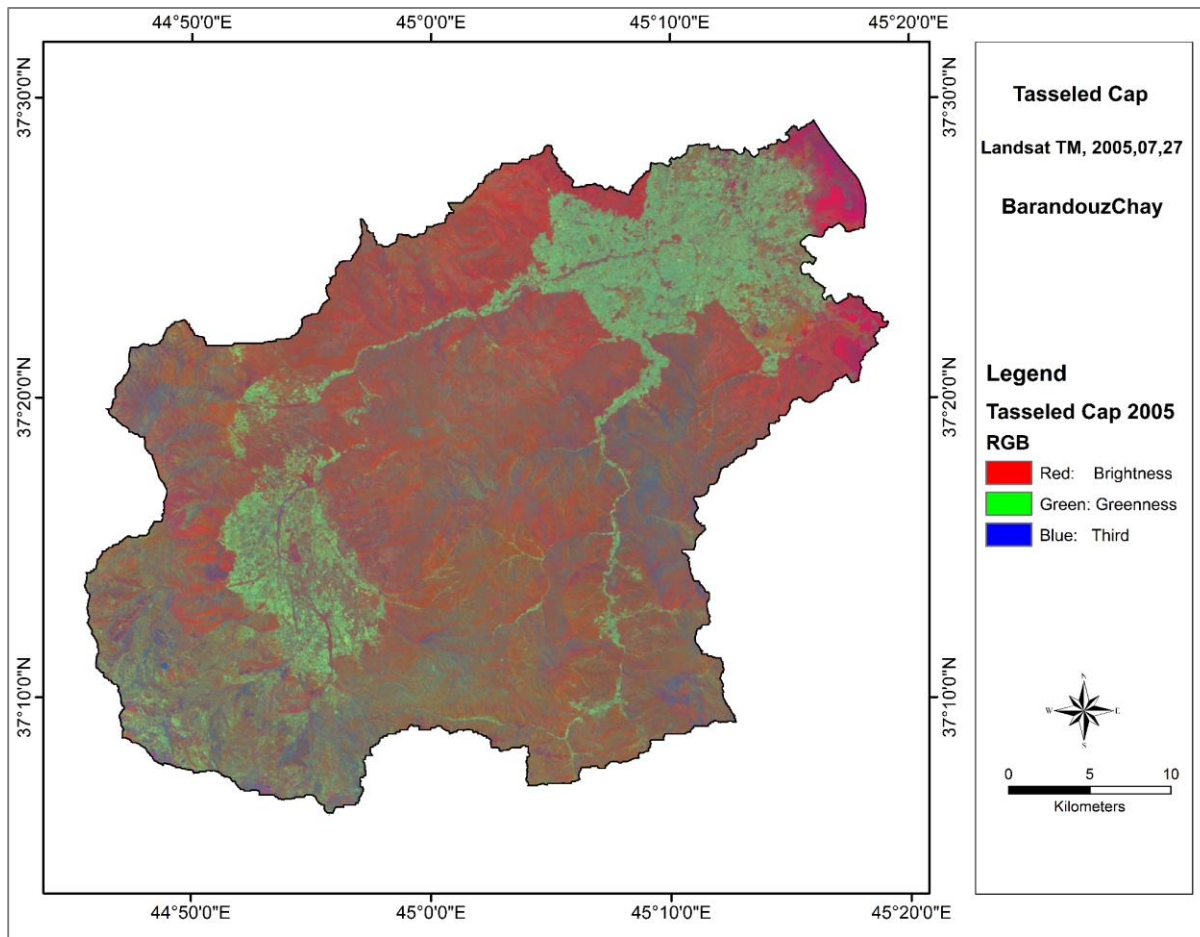 44°50'0"E
45°0'0"E
45°10'0"E
45°20'0"E
37°30'0"N
37°20'0"N
37°10'0"N
37°30'0"N
37°20'0"N
37°10'0"N
44°50'0"E
45°0'0"E
45°10'0"E
45°20'0"E
Tasseled Cap
Landsat TM, 2005,07,27
BarandouzChay
Legend
Tasseled Cap 2005
RGB
Red: Brightness
Green: Greenness
Blue: Third
N
W E
S
0 5 10
Kilometers